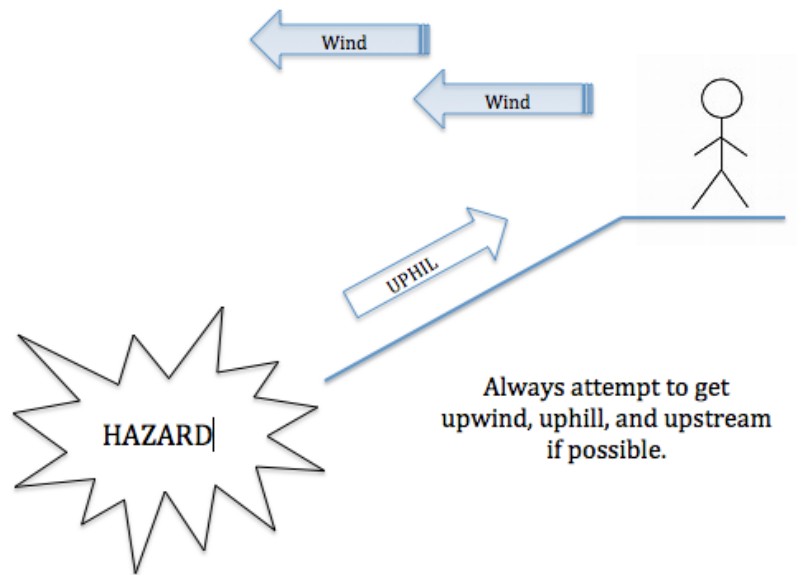 Wind
Wind
UPHIL
HAZARD
Always attempt to get
upwind, uphill, and upstream
if possible.